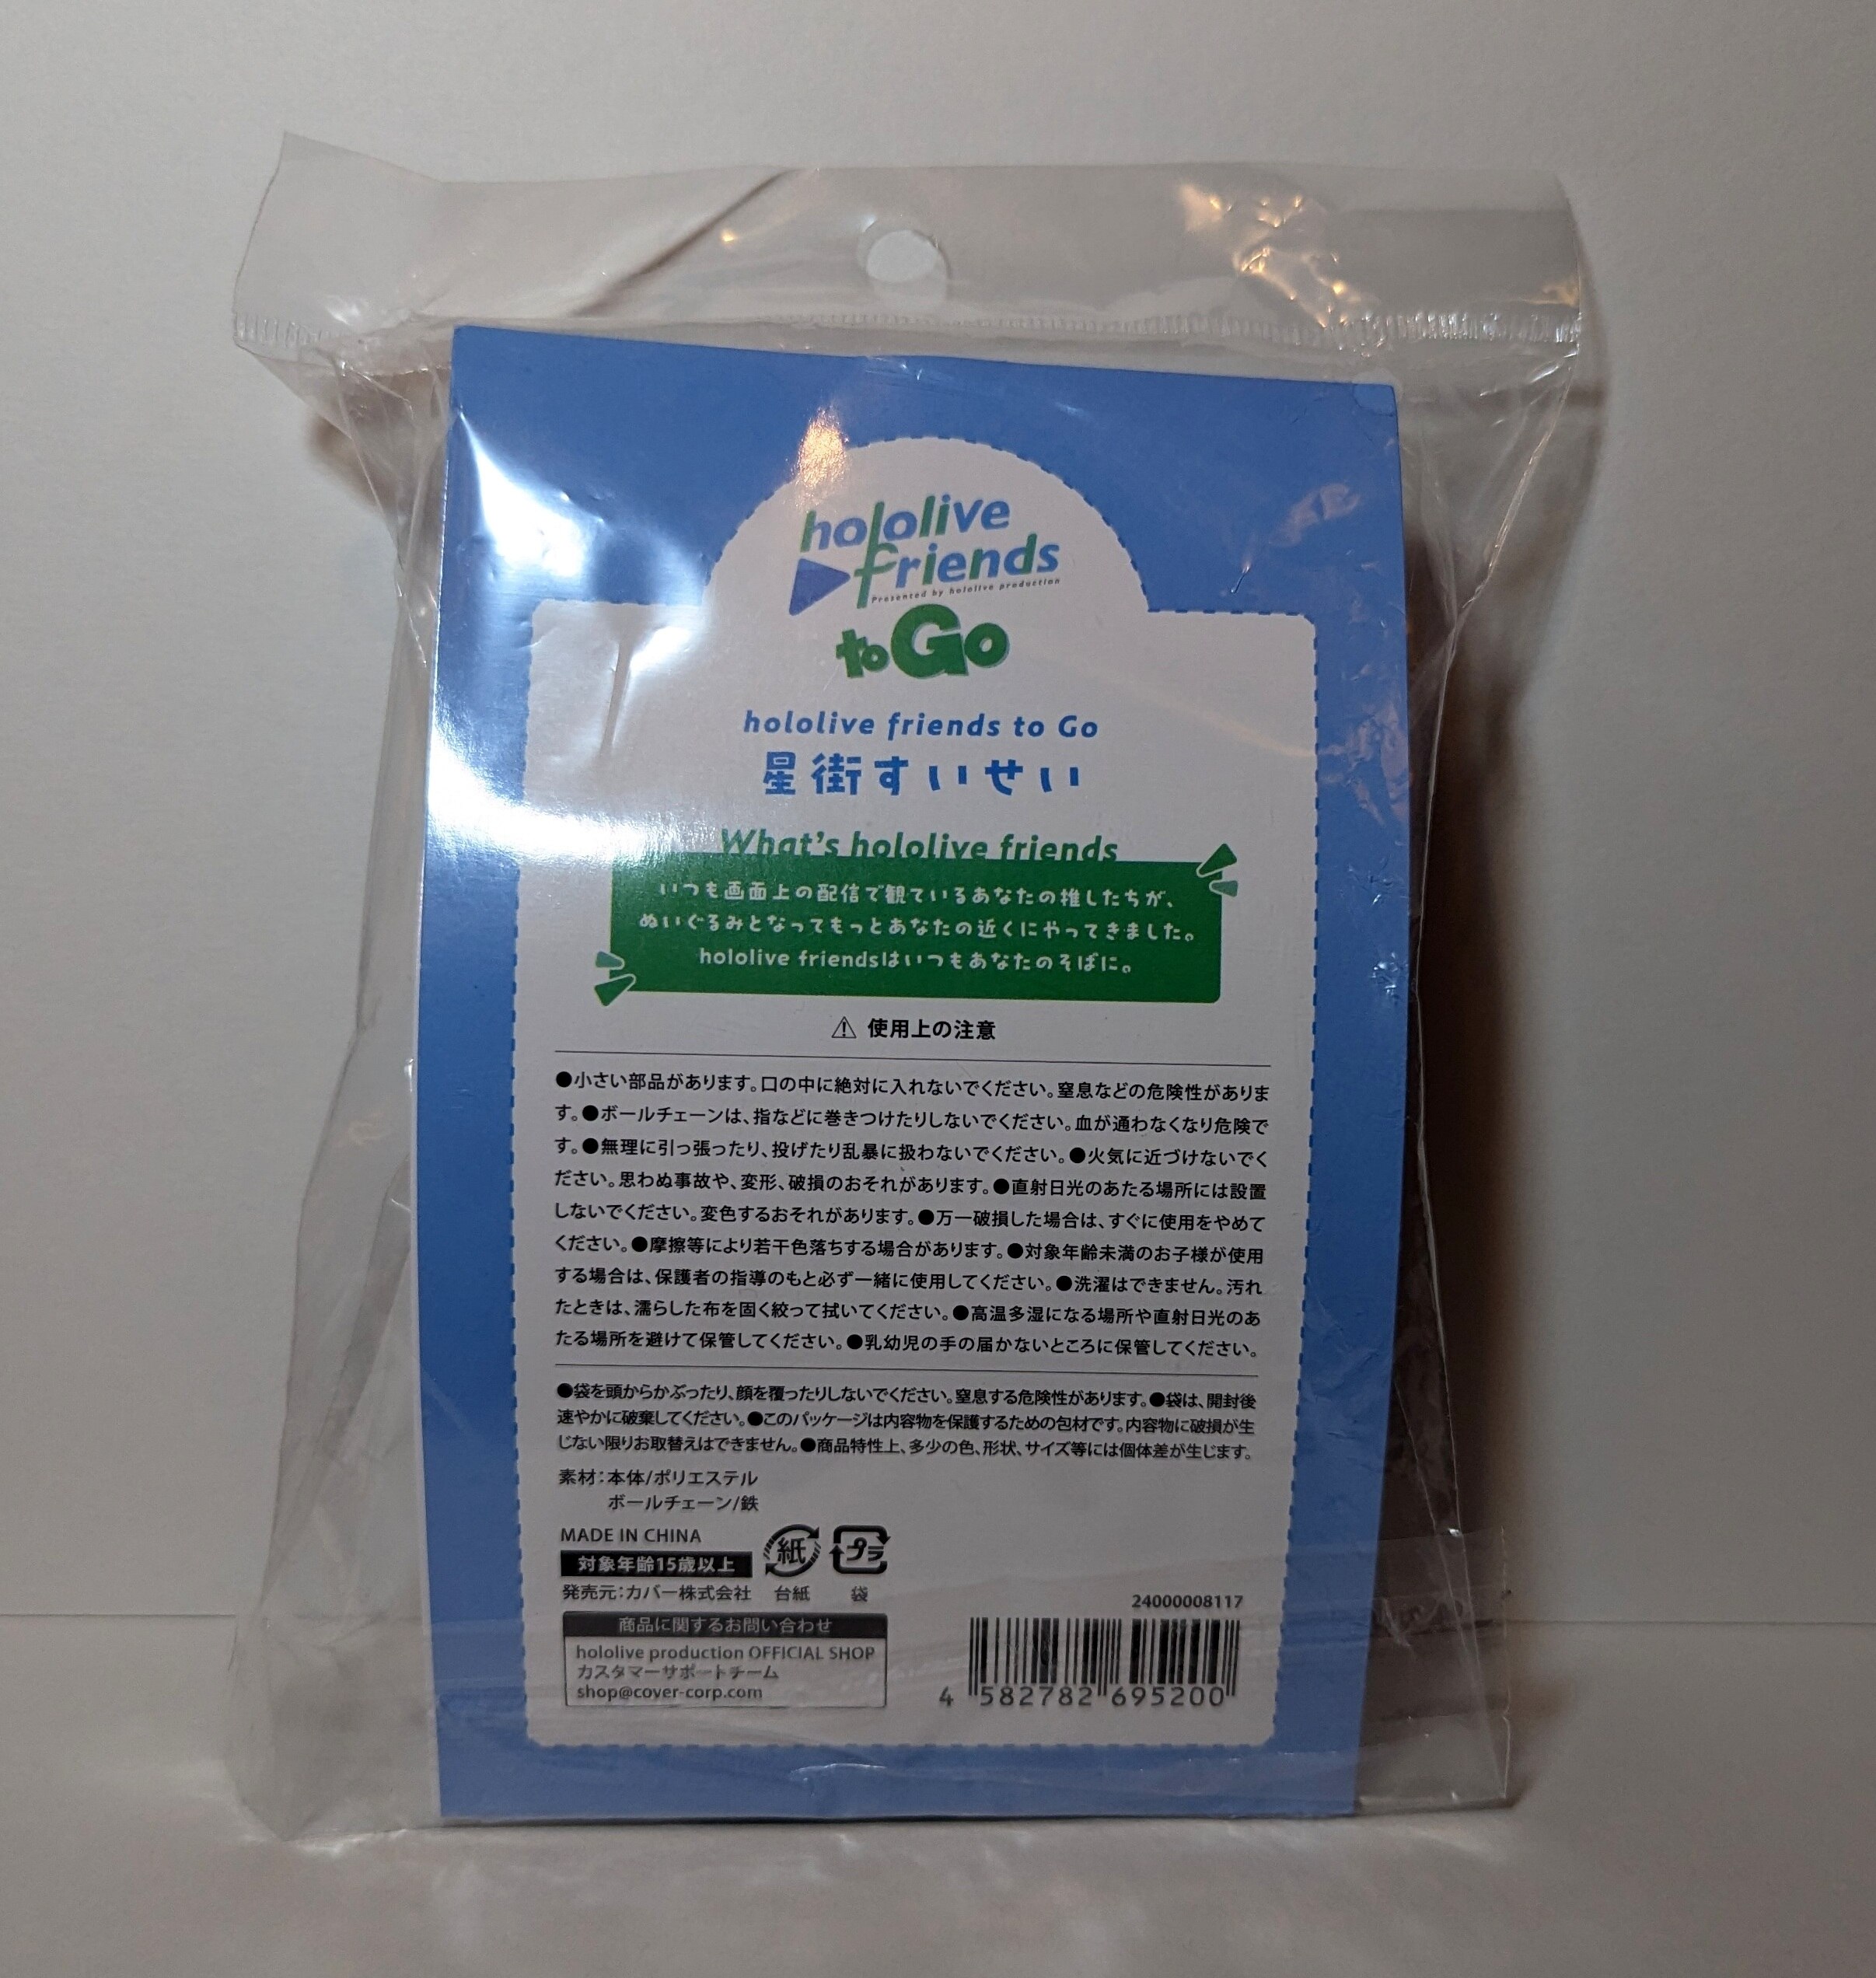 hololive
friends
Presented by hololive production
to Go
hololive friends to Go
星街すいせい
What's hololive friends
いつも画面上の配信で観ているあなたの推したちが、
ぬいぐるみとなってもっとあなたの近くにやってきました。
hololive friendsはいつもあなたのそばに。
⚠ 使用上の注意
●小さい部品があります。口の中に絶対に入れないでください。窒息などの危険性がありま
す。●ボールチェーンは、指などに巻きつけたりしないでください。血が通わなくなり危険で
す。●無理に引っ張ったり、投げたり乱暴に扱わないでください。●火気に近づけないでく
ださい。思わぬ事故や、変形、破損のおそれがあります。●直射日光のあたる場所には設置
しないでください。変色するおそれがあります。●万一破損した場合は、すぐに使用をやめて
ください。●摩擦等により若干色落ちする場合があります。●対象年齢未満のお子様が使用
する場合は、保護者の指導のもと必ず一緒に使用してください。●洗濯はできません。汚れ
たときは、濡らした布を固く絞って拭いてください。●高温多湿になる場所や直射日光のあ
たる場所を避けて保管してください。●乳幼児の手の届かないところに保管してください。
●袋を頭からかぶったり、顔を覆ったりしないでください。窒息する危険性があります。●袋は、開封後
速やかに破棄してください。●このパッケージは内容物を保護するための包材です。内容物に破損が生
じない限りお取替えはできません。●商品特性上、多少の色、形状、サイズ等には個体差が生じます。
素材:本体/ポリエステル
ボールチェーン/鉄
MADE IN CHINA
対象年齢15歳以上
発売元:カバー株式会社
紙
台紙
プラ
袋
商品に関するお問い合わせ
hololive production OFFICIAL SHOP
カスタマーサポートチーム
shop@cover-corp.com
24000008117
4 582782 695200